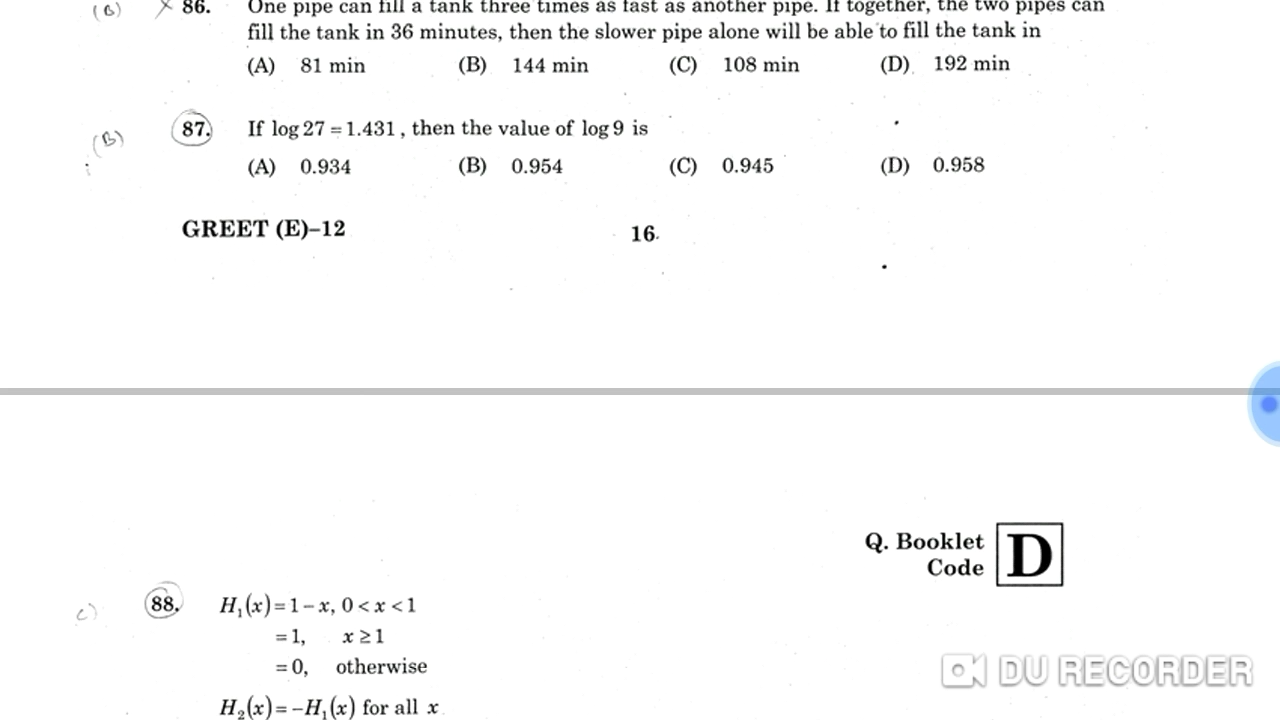 (B) × 86. One pipe can fill a tank three times as fast as another pipe. If together, the two pipes can
fill the tank in 36 minutes, then the slower pipe alone will be able to fill the tank in
(A) 81 min (B) 144 min (C) 108 min (D) 192 min
(B) 87. If log 27 = 1.431, then the value of log 9 is
(A) 0.934 (B) 0.954 (C) 0.945 (D) 0.958
GREET (E)–12 16
Q. Booklet
Code D
C) 88. H₁(x) = 1 – x, 0 < x < 1
= 1, x ≥ 1
= 0, otherwise
H₂(x) = –H₁(x) for all x
DU RECORDER